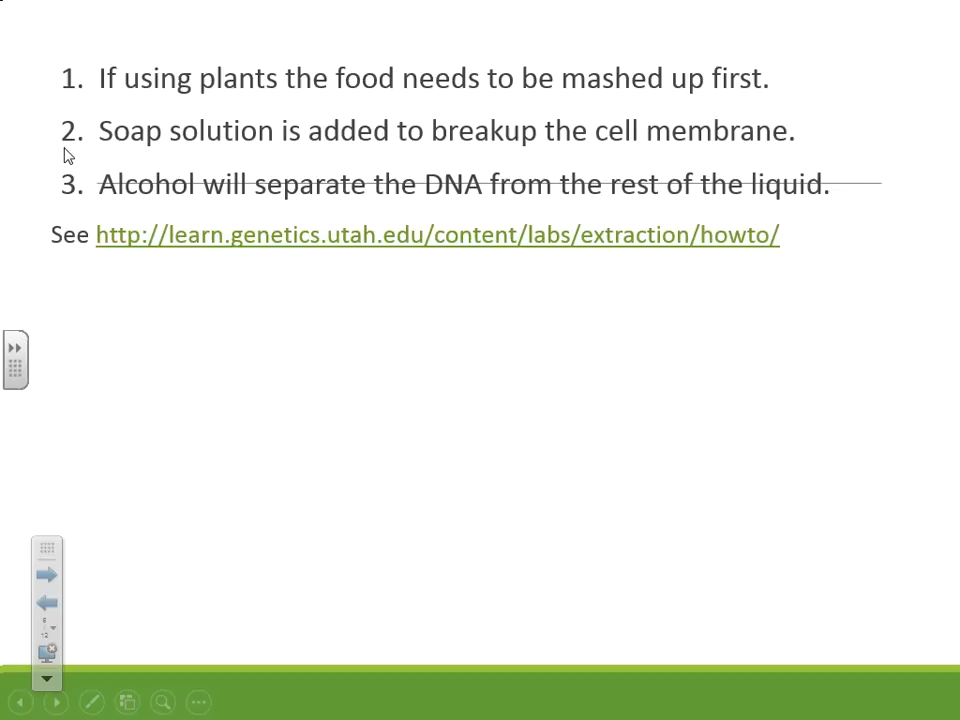 1. If using plants the food needs to be mashed up first.
2. Soap solution is added to breakup the cell membrane.
3. Alcohol will separate the DNA from the rest of the liquid.
See http://learn.genetics.utah.edu/content/labs/extraction/howto/